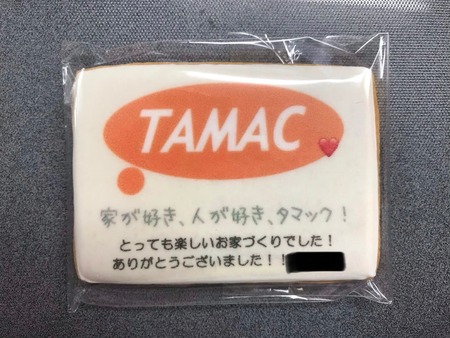 TAMAC
家が好き、人が好き、タマック！
とっても楽しいお家づくりでした！
ありがとうございました！！